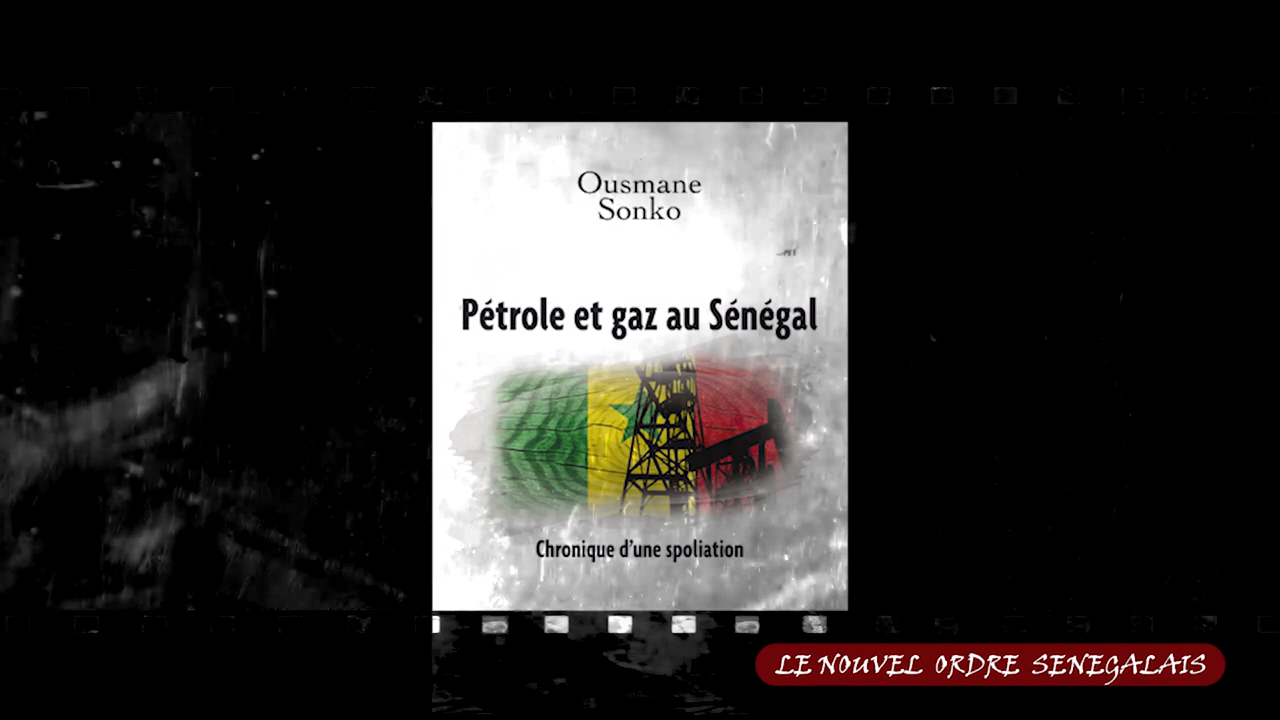 Ousmane
Sonko
Pétrole et gaz au Sénégal
Chronique d'une spoliation
LE NOUVEL ORDRE SENEGALAIS